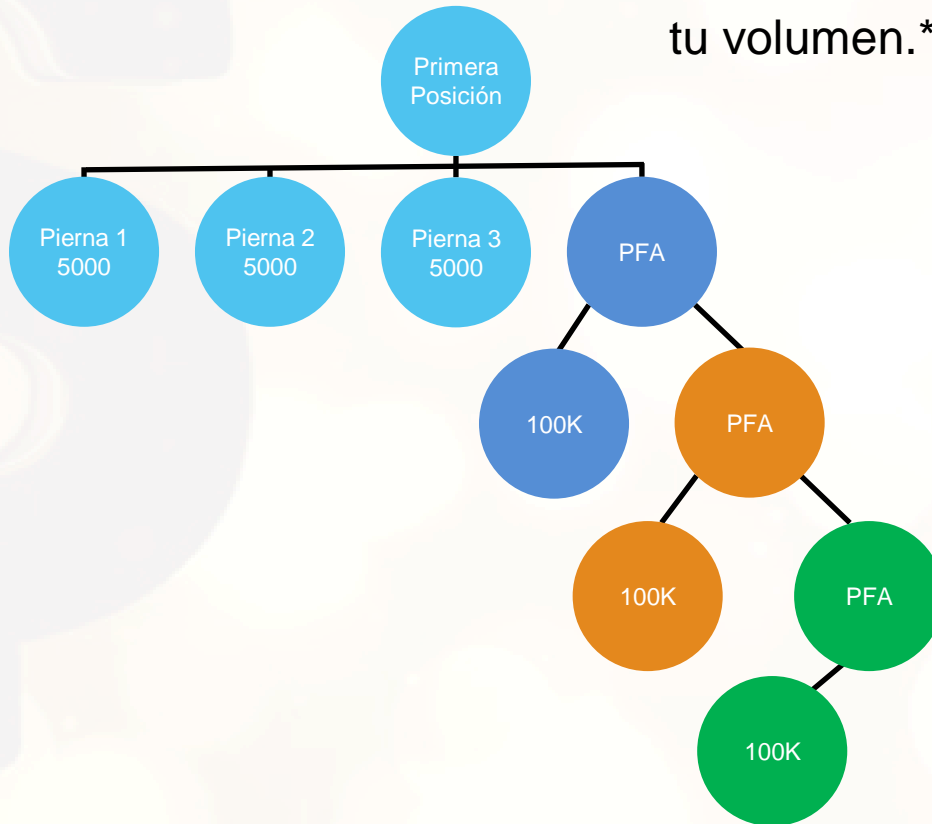 tu volumen.*
Primera
Posición
Pierna 1
5000
Pierna 2
5000
Pierna 3
5000
PFA
100K
PFA
100K
PFA
100K